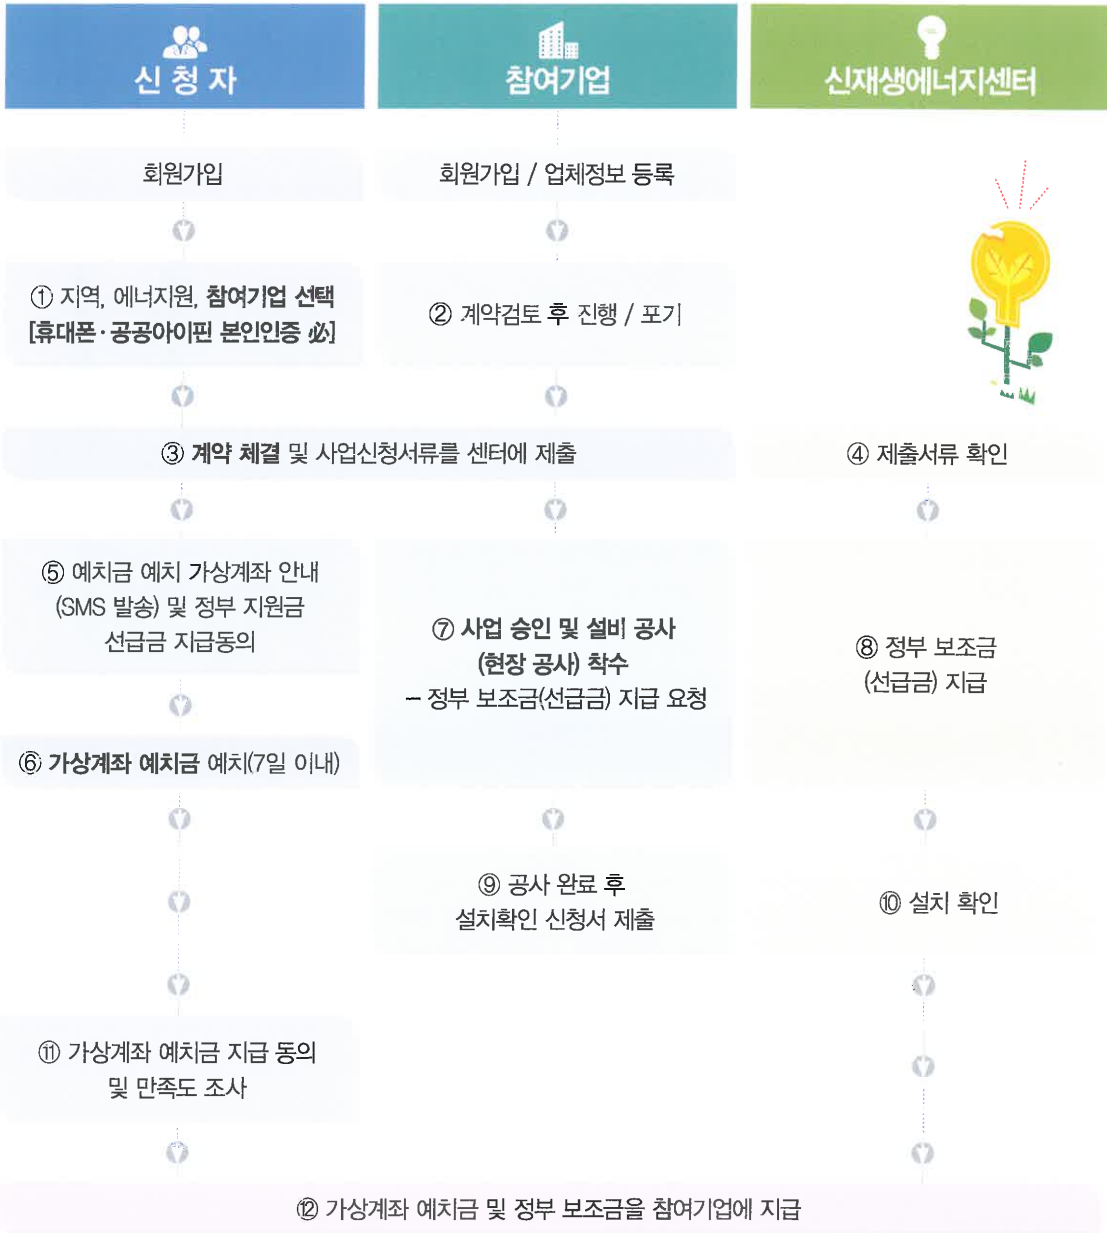 신청자
참여기업
신재생에너지센터
회원가입
회원가입 / 업체정보 등록
① 지역, 에너지원, 참여기업 선택
[휴대폰·공공아이핀 본인인증 必]
② 계약검토 후 진행 / 포기
③ 계약 체결 및 사업신청서류를 센터에 제출
④ 제출서류 확인
⑤ 예치금 예치 가상계좌 안내
(SMS 발송) 및 정부 지원금
선급금 지급동의
⑥ 가상계좌 예치금 예치(7일 이내)
⑦ 사업 승인 및 설비 공사
(현장 공사) 착수
– 정부 보조금(선급금) 지급 요청
⑧ 정부 보조금
(선급금) 지급
⑨ 공사 완료 후
설치확인 신청서 제출
⑩ 설치 확인
⑪ 가상계좌 예치금 지급 동의
및 만족도 조사
⑫ 가상계좌 예치금 및 정부 보조금을 참여기업에 지급